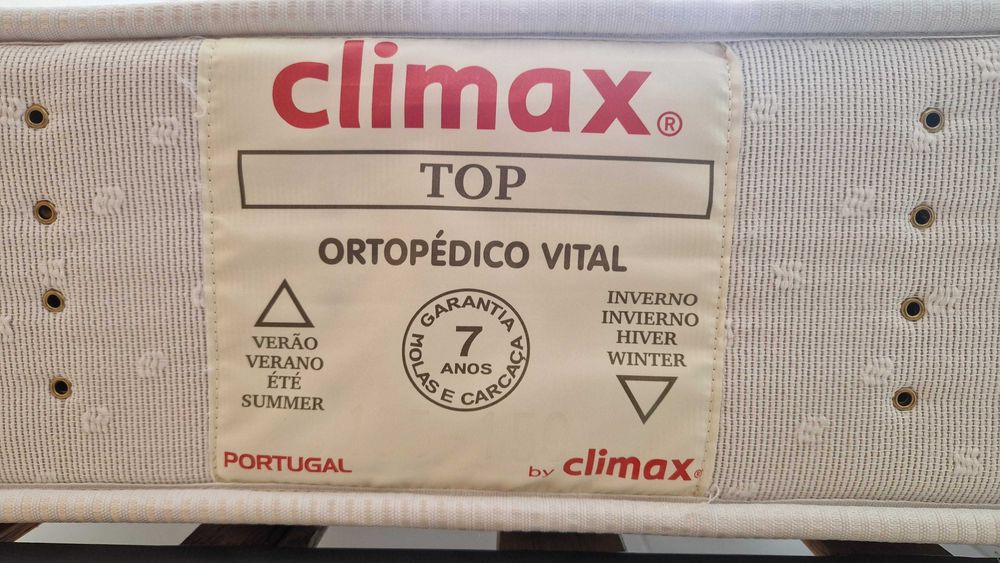 climax®
TOP
ORTOPÉDICO VITAL
VERÃO
VERANO
ÉTÉ
SUMMER
GARANTIA
7
ANOS
MOLAS E CARCAÇA
INVERNO
INVIERNO
HIVER
WINTER
PORTUGAL
by climax®